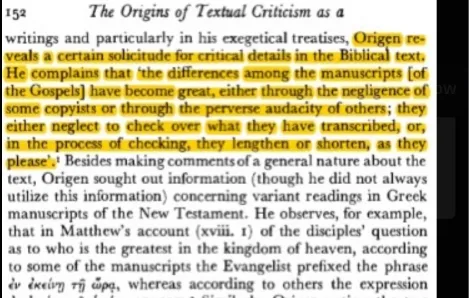 152 The Origins of Textual Criticism as a
writings and particularly in his exegetical treatises, Origen re-
veals a certain solicitude for critical details in the Biblical text.
He complains that 'the differences among the manuscripts [of
the Gospels] have become great, either through the negligence of
some copyists or through the perverse audacity of others; they
either neglect to check over what they have transcribed, or,
in the process of checking, they lengthen or shorten, as they
please'.¹ Besides making comments of a general nature about the
text, Origen sought out information (though he did not always
utilize this information) concerning variant readings in Greek
manuscripts of the New Testament. He observes, for example,
that in Matthew's account (xviii. 1) of the disciples' question
as to who is the greatest in the kingdom of heaven, according
to some of the manuscripts the Evangelist prefixed the phrase
ἐν ἐκείνῃ τῇ ὥρᾳ, whereas according to others the expression